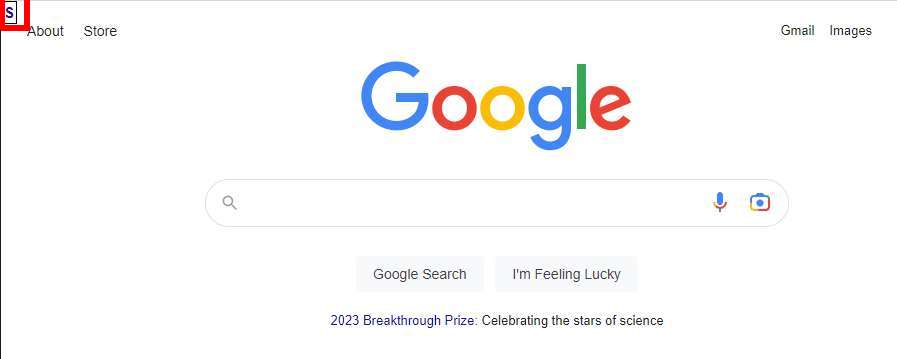 S
About Store Gmail Images
Google
Google Search I'm Feeling Lucky
2023 Breakthrough Prize: Celebrating the stars of science